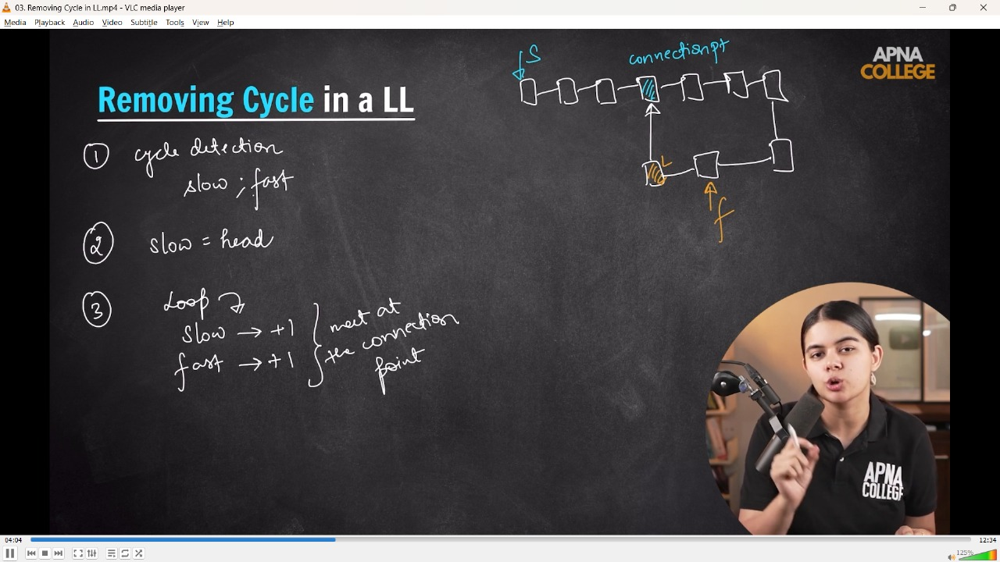 03. Removing Cycle in LL.mp4 - VLC media player
Media Playback Audio Video Subtitle Tools View Help
S
connection pt
APNA
COLLEGE
Removing Cycle in a LL
1 cycle detection
slow ; fast
L
f
2 slow = head
3 Loop
slow → +1
fast → +1
meet at
the connection
point
APNA
COLLEGE
04:04
12:34
125%